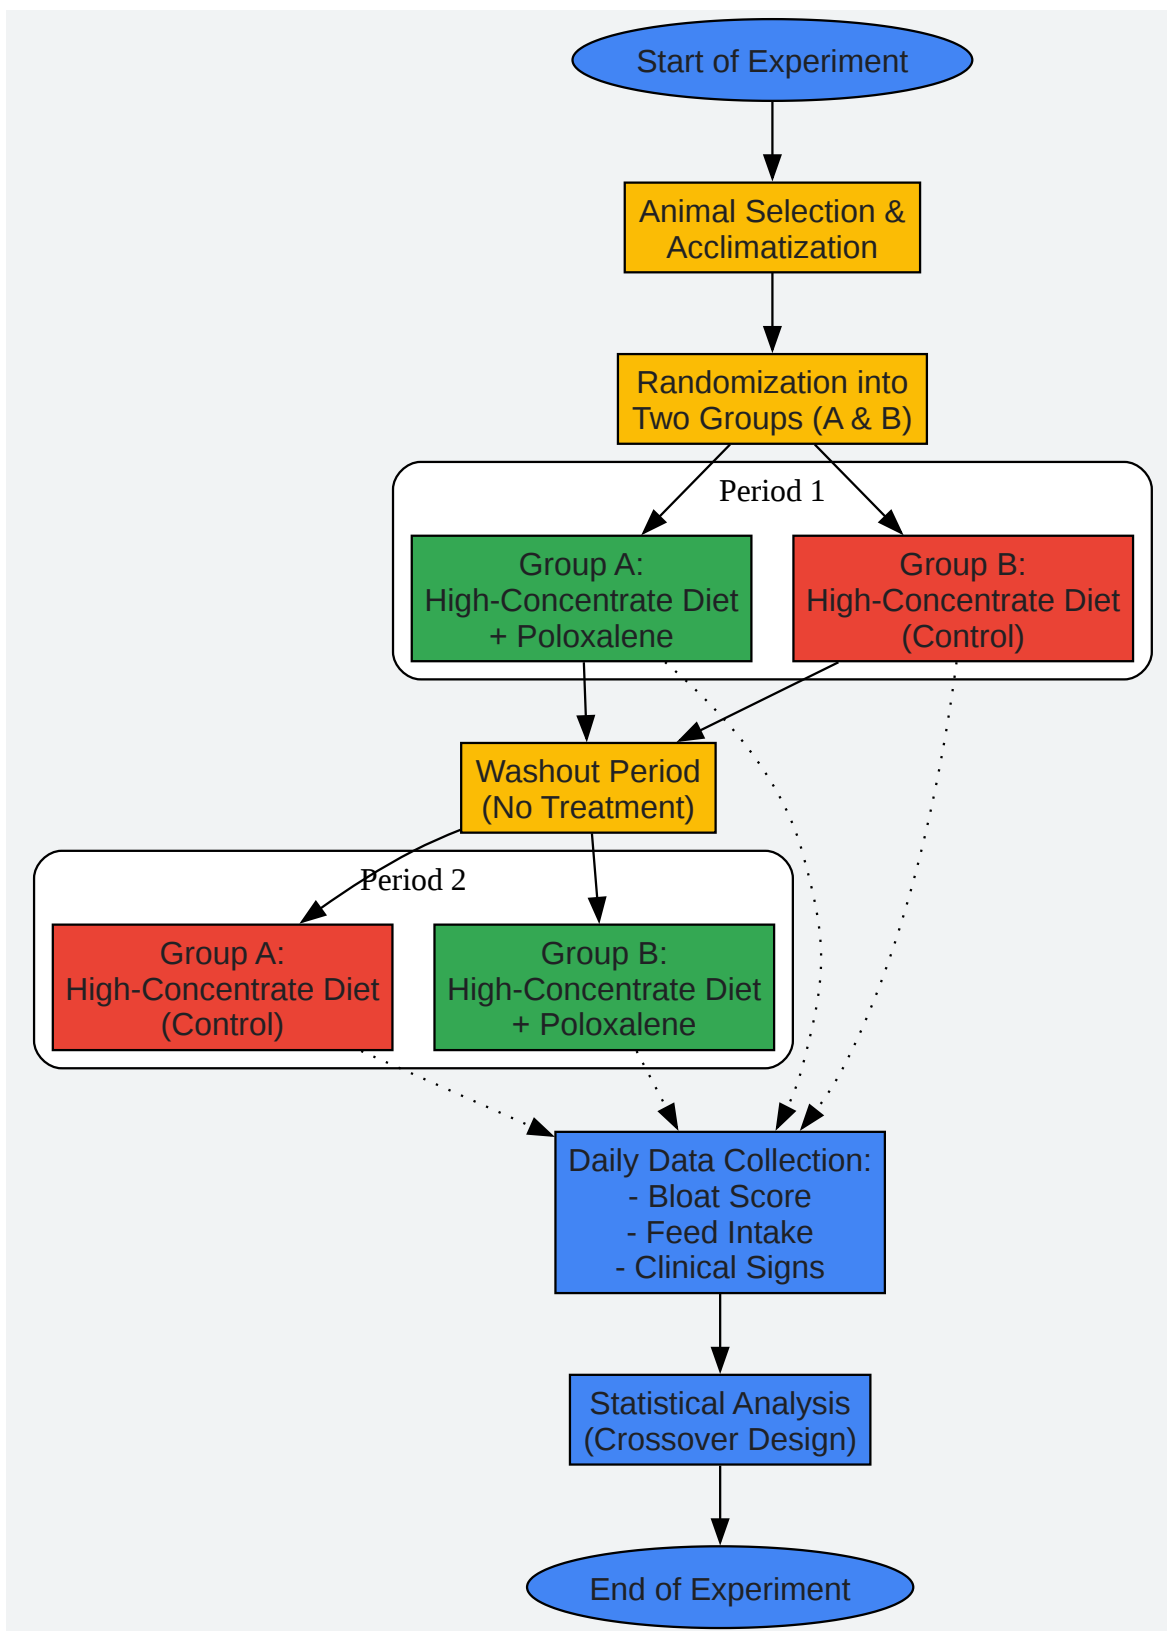 Start of Experiment
Animal Selection &
Acclimatization
Randomization into
Two Groups (A & B)
Period 1
Group A:
High-Concentrate Diet
+ Poloxalene
Group B:
High-Concentrate Diet
(Control)
Washout Period
(No Treatment)
Period 2
Group A:
High-Concentrate Diet
(Control)
Group B:
High-Concentrate Diet
+ Poloxalene
Daily Data Collection:
- Bloat Score
- Feed Intake
- Clinical Signs
Statistical Analysis
(Crossover Design)
End of Experiment